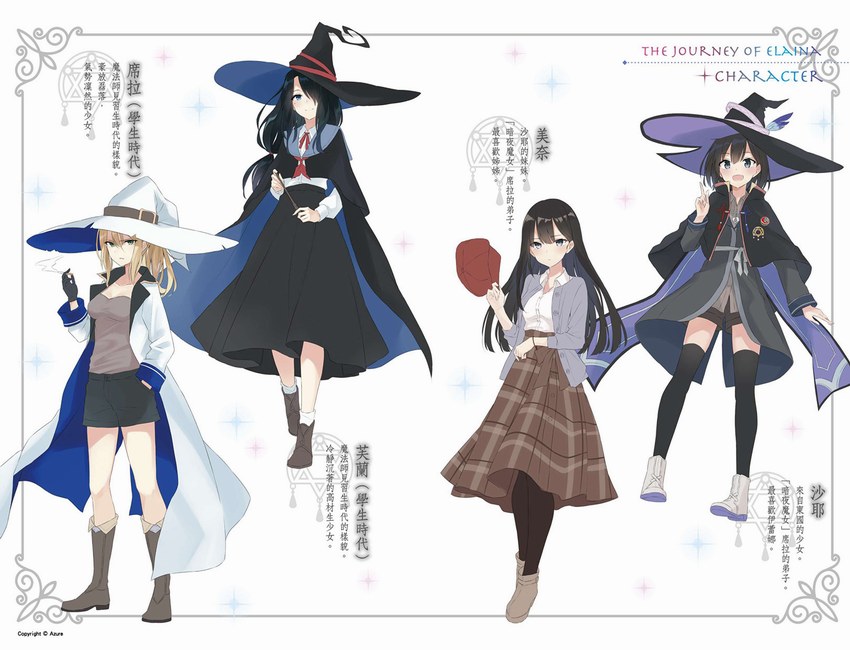 THE JOURNEY OF ELAINA
CHARACTER
沙耶
來自東國的少女。
「暗夜魔女」席拉的弟子。
最喜歡伊蕾娜。
美奈
沙耶的妹妹。
「暗夜魔女」席拉的弟子。
最喜歡姊姊。
芙蘭（學生時代）
魔法師見習生時代的樣貌。
冷靜沉著的高材生少女。
席拉（學生時代）
魔法師見習生時代的樣貌。
豪放磊落、
氣勢凜然的少女。
Copyright © Azure